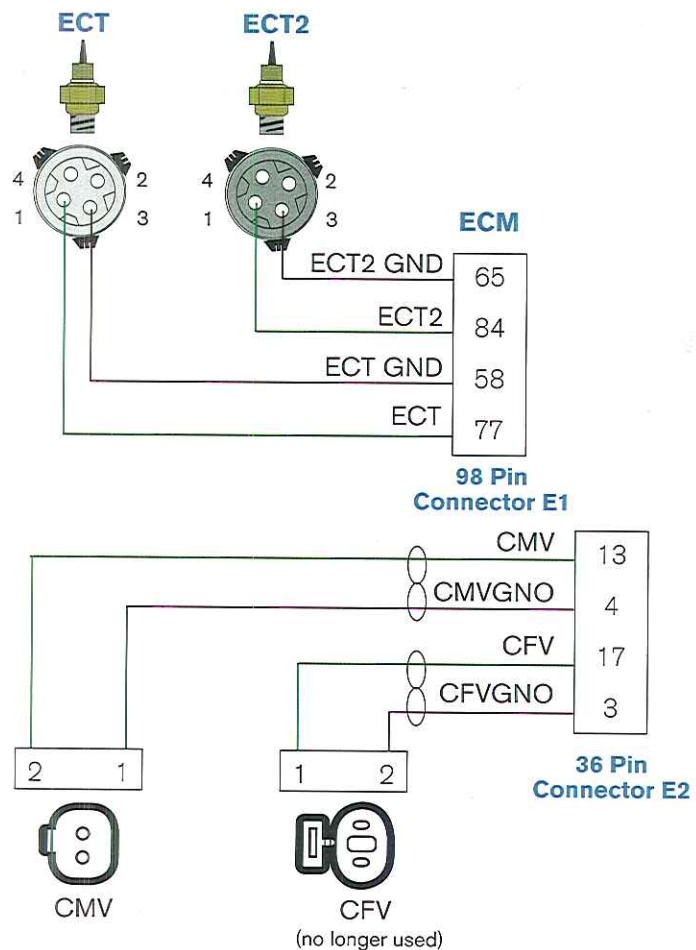 ECT
ECT2
4
2
1
3
4
2
1
3
ECM
ECT2 GND
65
ECT2
84
ECT GND
58
ECT
77
98 Pin
Connector E1
CMV
13
CMVGNO
4
CFV
17
CFVGNO
3
36 Pin
Connector E2
2
1
1
2
CMV
CFV
(no longer used)